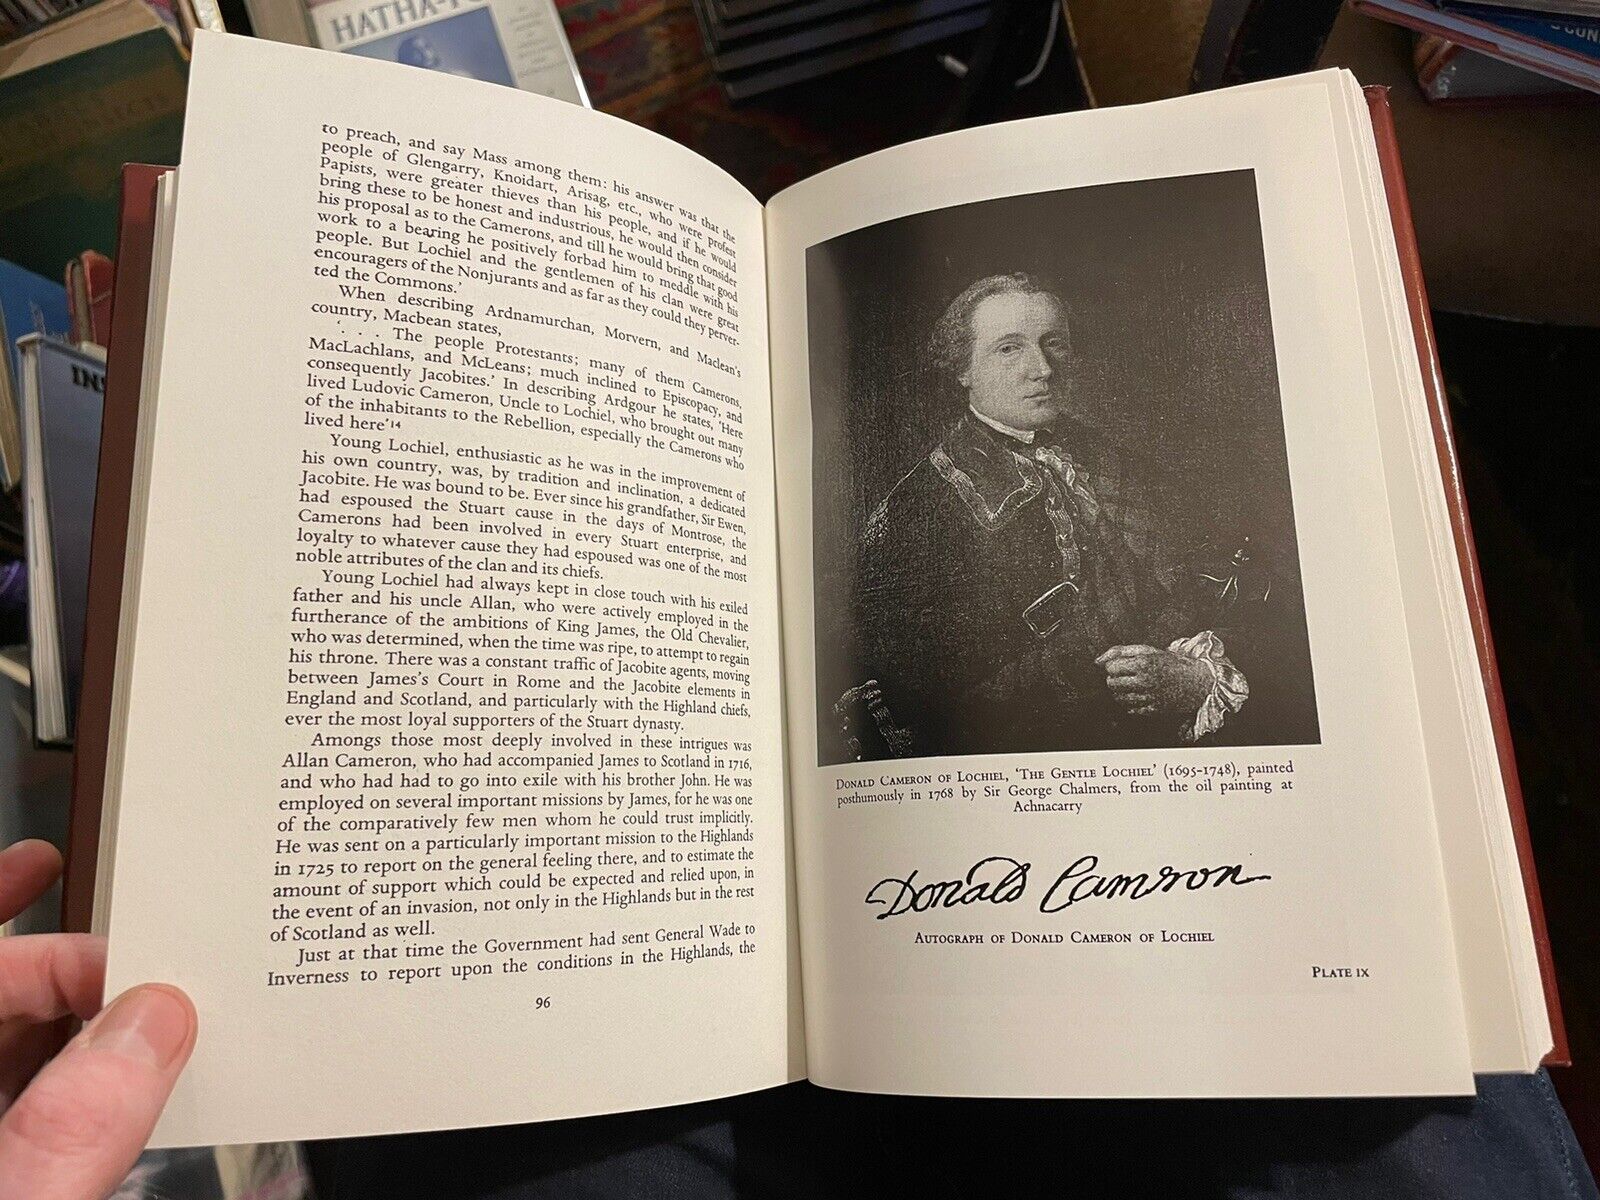 HATHA-
to preach, and say Mass among them: his answer was that the
people of Glengarry, Knoidart, Arisag, etc., who were profest
Papists, were greater thieves than his people, and if he would
bring these to be honest and industrious, he would then consider
his proposal as to the Camerons, and till he would bring that good
work to a bearing he positively forbad him to meddle with his
people. But Lochiel and the gentlemen of his clan were great
encouragers of the Nonjurants and as far as they could they perver-
ted the Commons.'
When describing Ardnamurchan, Morvern, and Maclean's
country, Macbean states,
'. . . The people Protestants; many of them Camerons,
MacLachlans, and McLeans; much inclined to Episcopacy, and
consequently Jacobites.' In describing Ardgour he states, 'Here
lived Ludovic Cameron, Uncle to Lochiel, who brought out many
of the inhabitants to the Rebellion, especially the Camerons who
lived here'14
Young Lochiel, enthusiastic as he was in the improvement of
his own country, was, by tradition and inclination, a dedicated
Jacobite. He was bound to be. Ever since his grandfather, Sir Ewen,
had espoused the Stuart cause in the days of Montrose, the
Camerons had been involved in every Stuart enterprise, and
loyalty to whatever cause they had espoused was one of the most
noble attributes of the clan and its chiefs.
Young Lochiel had always kept in close touch with his exiled
father and his uncle Allan, who were actively employed in the
furtherance of the ambitions of King James, the Old Chevalier,
who was determined, when the time was ripe, to attempt to regain
his throne. There was a constant traffic of Jacobite agents, moving
between James's Court in Rome and the Jacobite elements in
England and Scotland, and particularly with the Highland chiefs,
ever the most loyal supporters of the Stuart dynasty.
Amongs those most deeply involved in these intrigues was
Allan Cameron, who had accompanied James to Scotland in 1716,
and who had had to go into exile with his brother John. He was
employed on several important missions by James, for he was one
of the comparatively few men whom he could trust implicitly.
He was sent on a particularly important mission to the Highlands
in 1725 to report on the general feeling there, and to estimate the
amount of support which could be expected and relied upon, in
the event of an invasion, not only in the Highlands but in the rest
of Scotland as well.
Just at that time the Government had sent General Wade to
Inverness to report upon the conditions in the Highlands, the
96
DONALD CAMERON OF LOCHIEL, 'THE GENTLE LOCHIEL' (1695-1748), painted
posthumously in 1768 by Sir George Chalmers, from the oil painting at
Achnacarry
Donald Cameron
AUTOGRAPH OF DONALD CAMERON OF LOCHIEL
PLATE IX